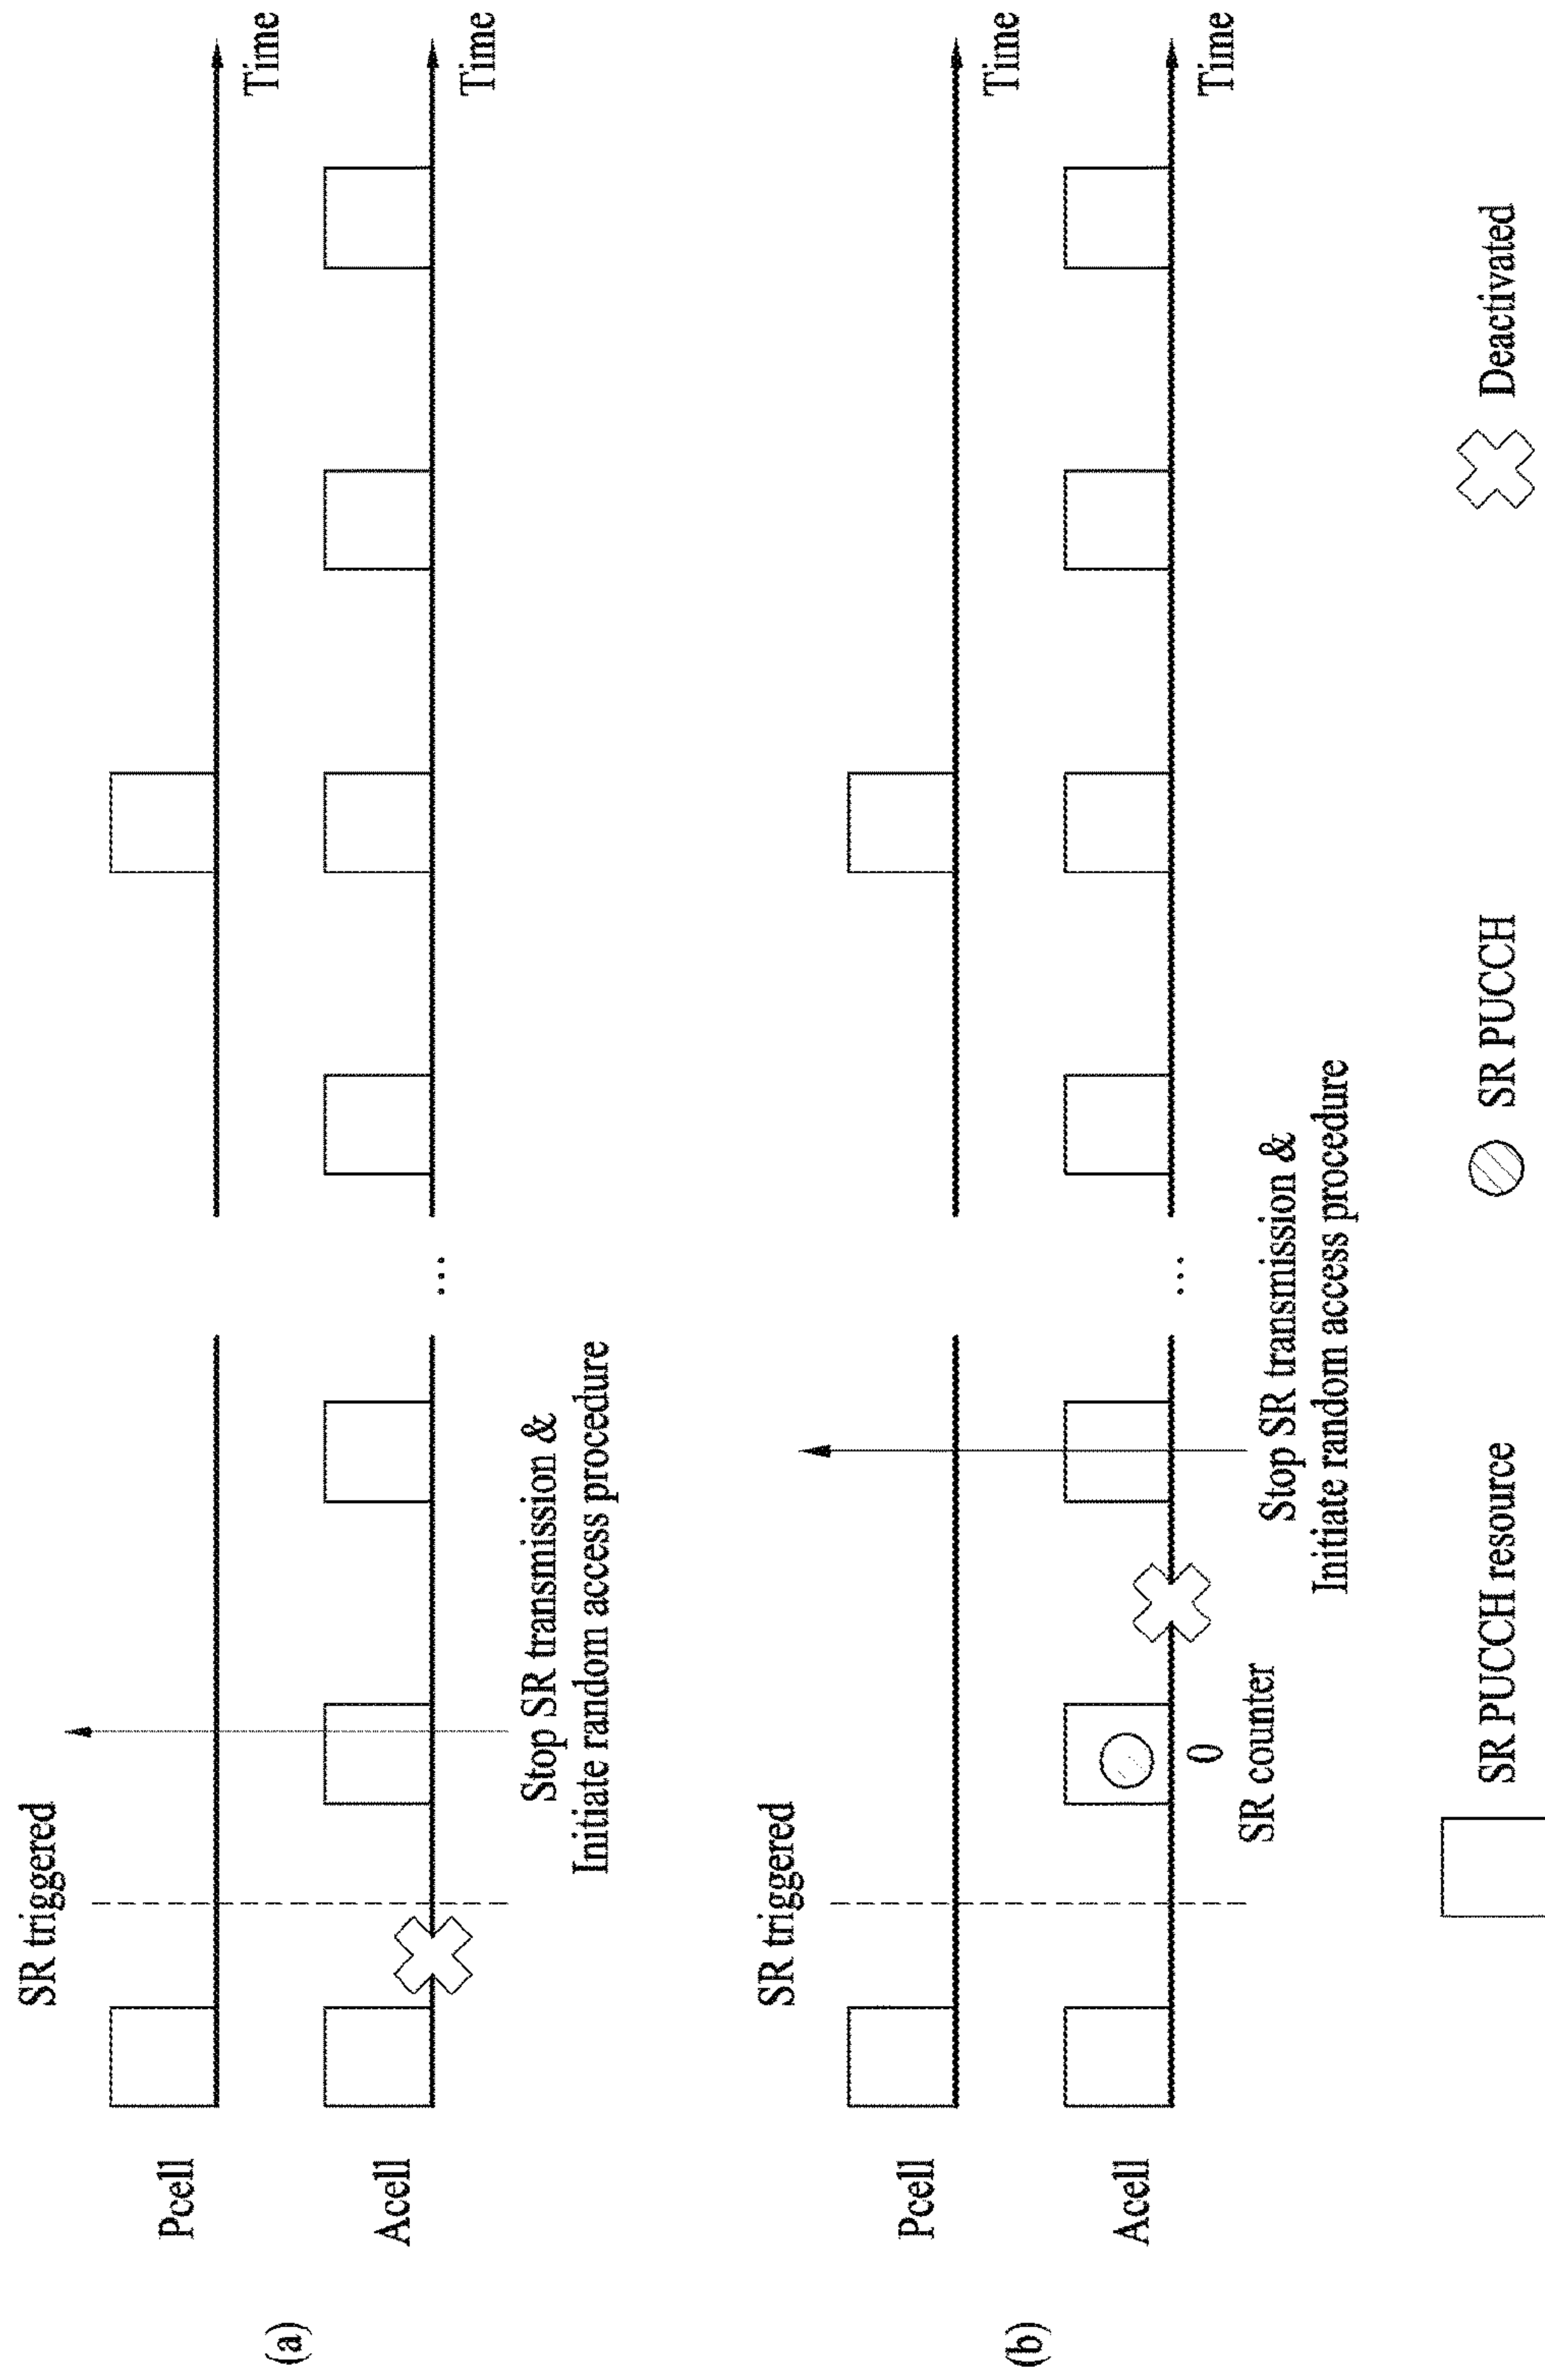 (a)
SR triggered
Pcell
Time
Acell
...
Time
Stop SR transmission &
Initiate random access procedure
(b)
SR triggered
Pcell
Time
Acell
...
Time
0
SR counter
Stop SR transmission &
Initiate random access procedure
SR PUCCH resource
SR PUCCH
Deactivated